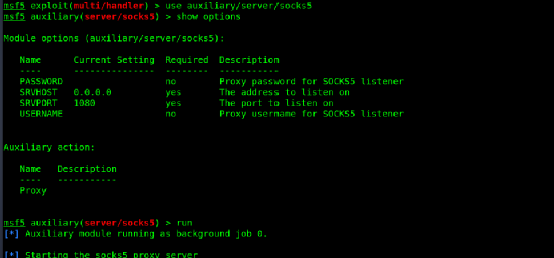 msf5 exploit(multi/handler) > use auxiliary/server/socks5
msf5 auxiliary(server/socks5) > show options
Module options (auxiliary/server/socks5):
Name Current Setting Required Description
---- --------------- -------- -----------
PASSWORD no Proxy password for SOCKS5 listener
SRVHOST 0.0.0.0 yes The address to listen on
SRVPORT 1080 yes The port to listen on
USERNAME no Proxy username for SOCKS5 listener
Auxiliary action:
Name Description
---- -----------
Proxy
msf5 auxiliary(server/socks5) > run
[*] Auxiliary module running as background job 0.
[*] Starting the socks5 proxy server